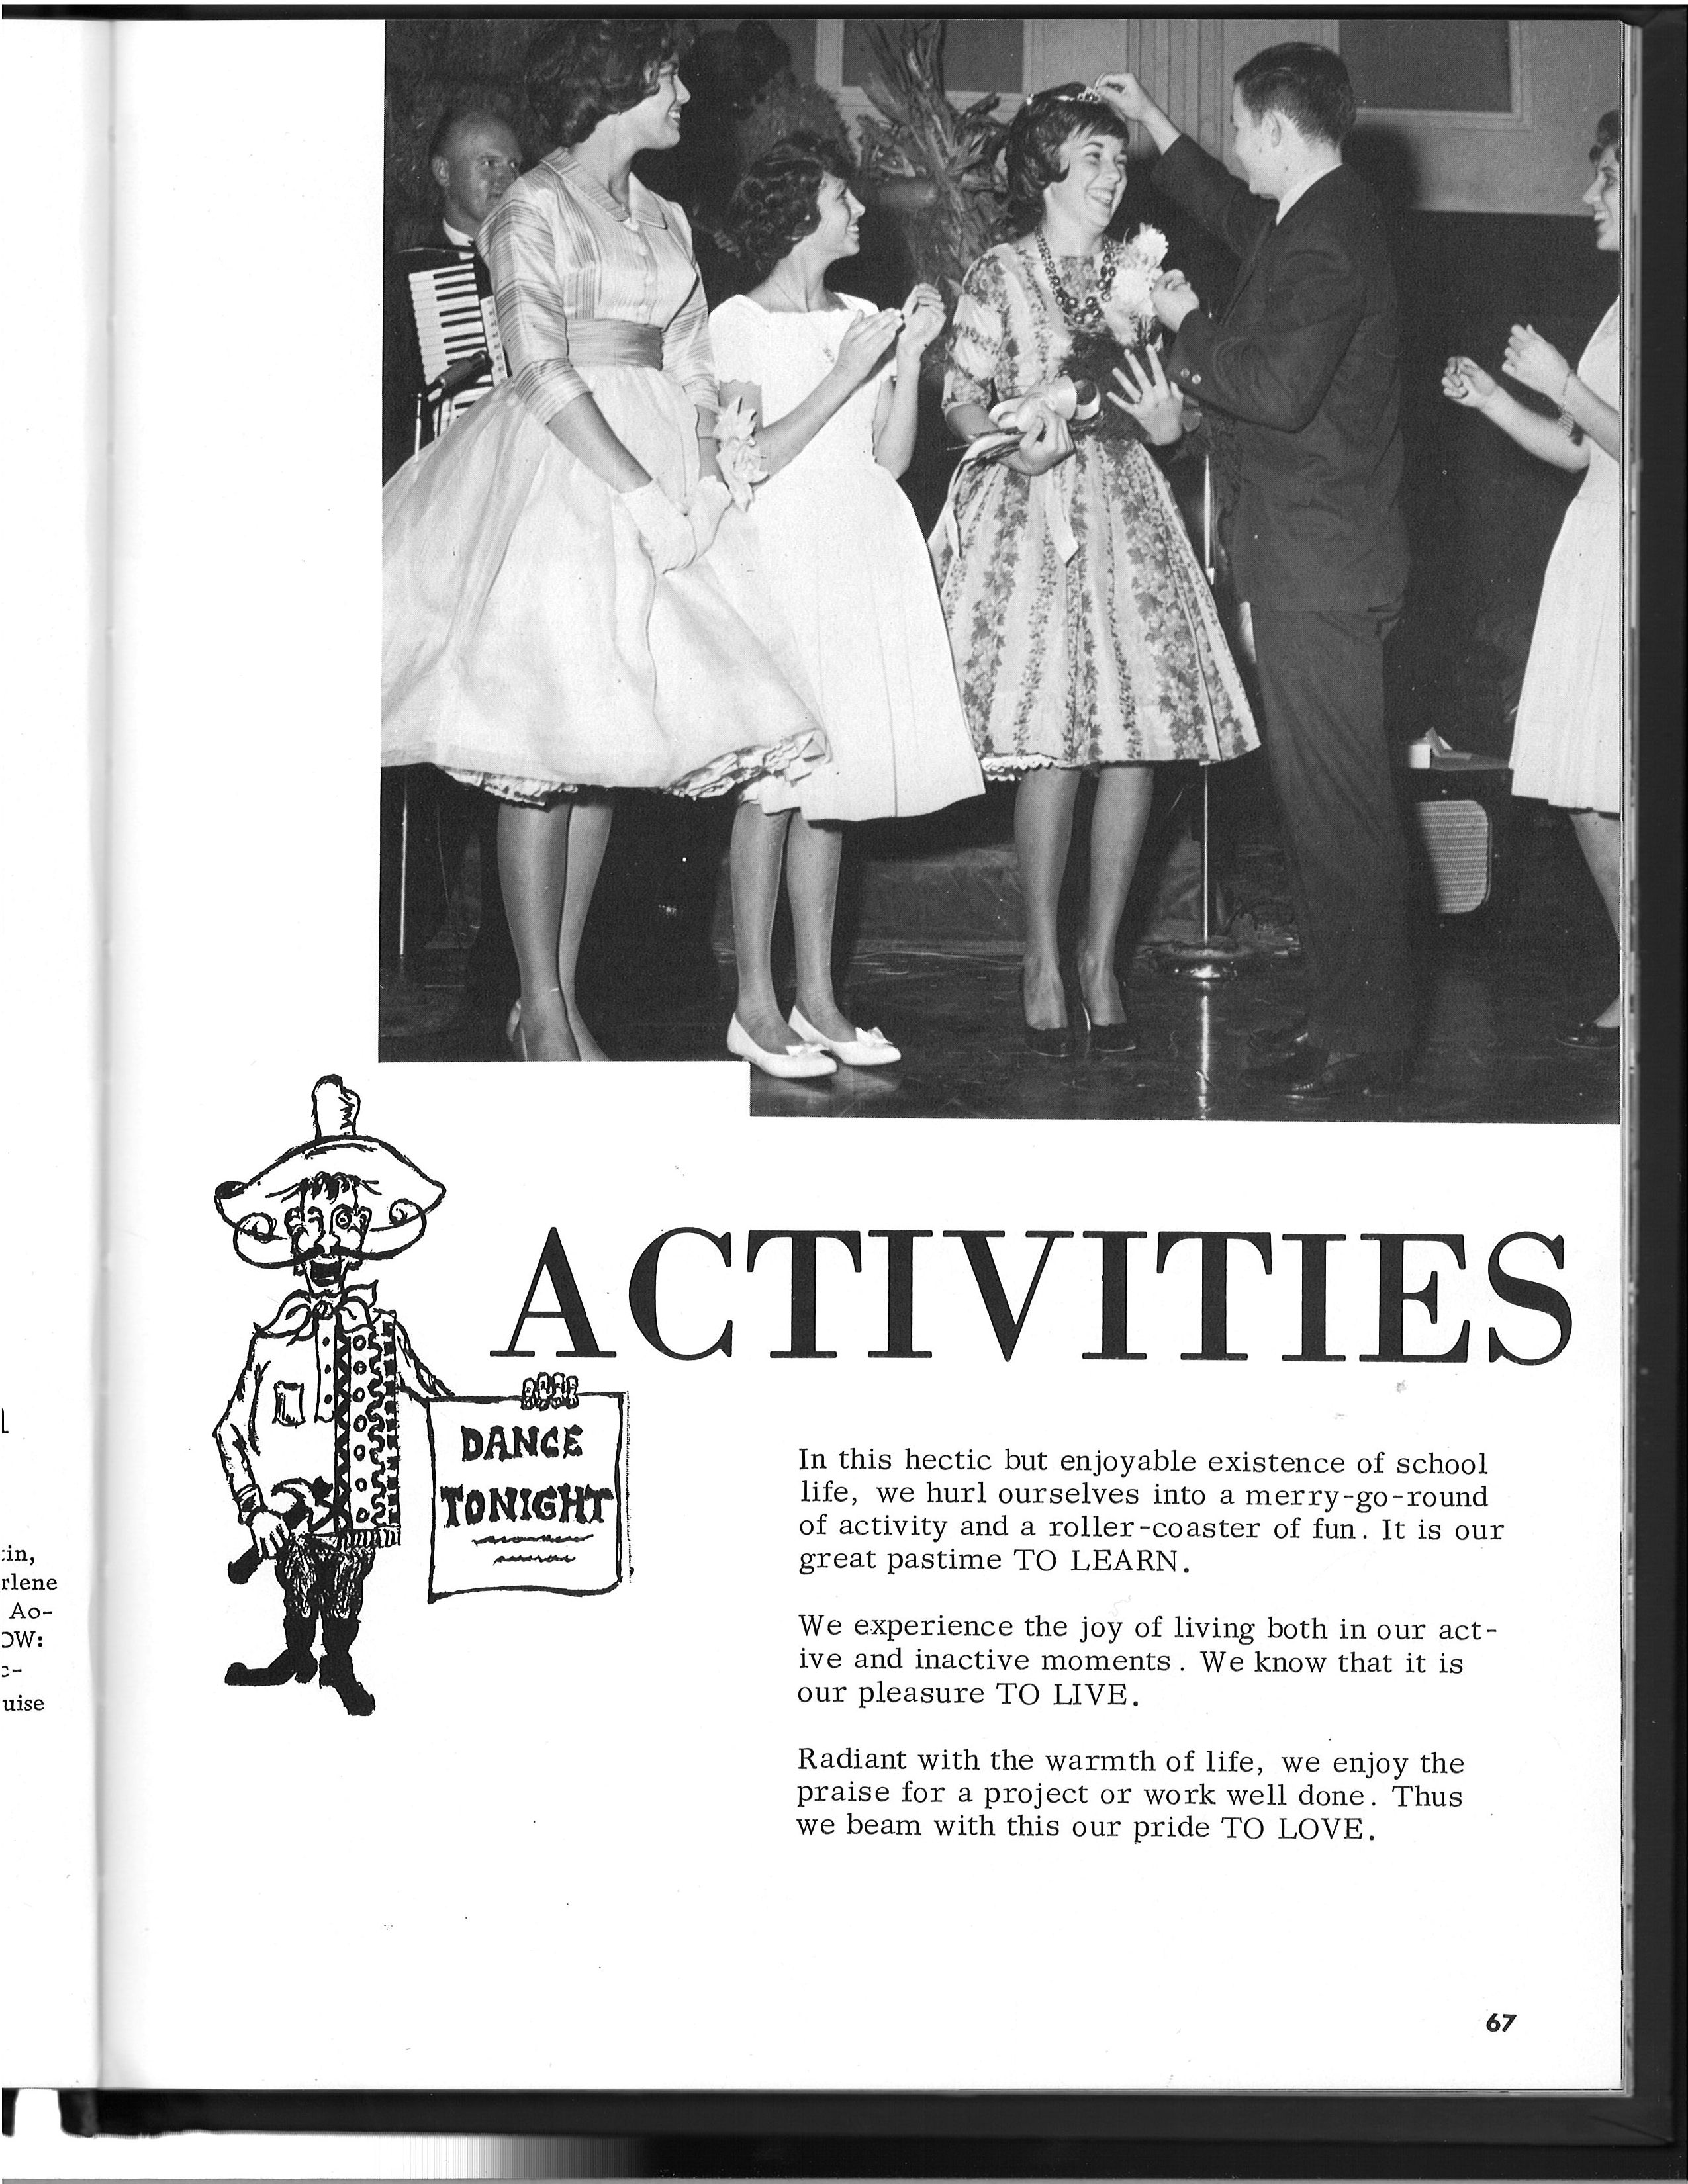 ACTIVITIES
DANCE
TONIGHT
In this hectic but enjoyable existence of school
life, we hurl ourselves into a merry-go-round
of activity and a roller-coaster of fun. It is our
great pastime TO LEARN.
We experience the joy of living both in our act-
ive and inactive moments. We know that it is
our pleasure TO LIVE.
Radiant with the warmth of life, we enjoy the
praise for a project or work well done. Thus
we beam with this our pride TO LOVE.
67
tin,
rlene
Ao-
OW:
c-
uise